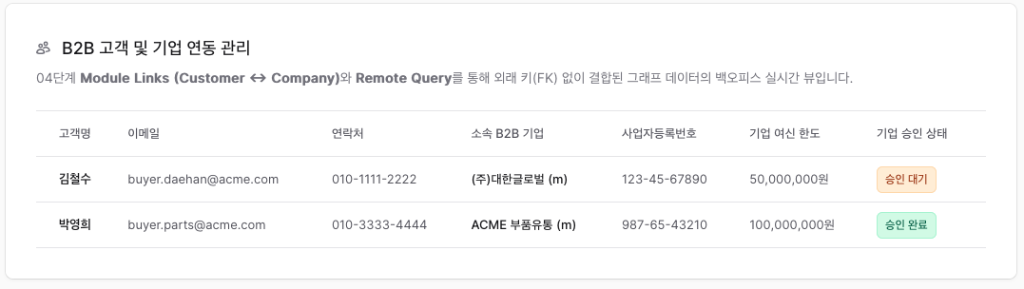 B2B 고객 및 기업 연동 관리
04단계 Module Links (Customer <-> Company)와 Remote Query를 통해 외래 키(FK) 없이 결합된 그래프 데이터의 백오피스 실시간 뷰입니다.
고객명 이메일 연락처 소속 B2B 기업 사업자등록번호 기업 여신 한도 기업 승인 상태
김철수 buyer.daehan@acme.com 010-1111-2222 (주)대한글로벌 (m) 123-45-67890 50,000,000원 승인 대기
박영희 buyer.parts@acme.com 010-3333-4444 ACME 부품유통 (m) 987-65-43210 100,000,000원 승인 완료